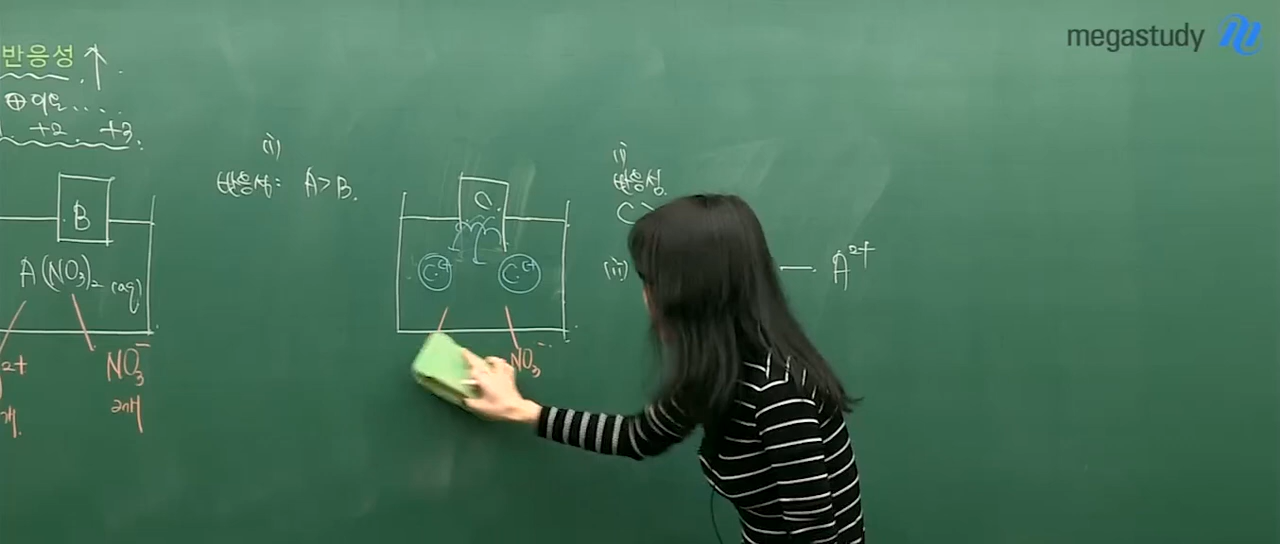 megastudy
반응성 ↑
⊕이온....
+2 +3
B
A(NO3)2 (aq)
2+
NO3-
2개
개.
(i)
반응성: A>B.
C
C+ C+
NO3-
(i)
반응성
C>
(ii)
A2+